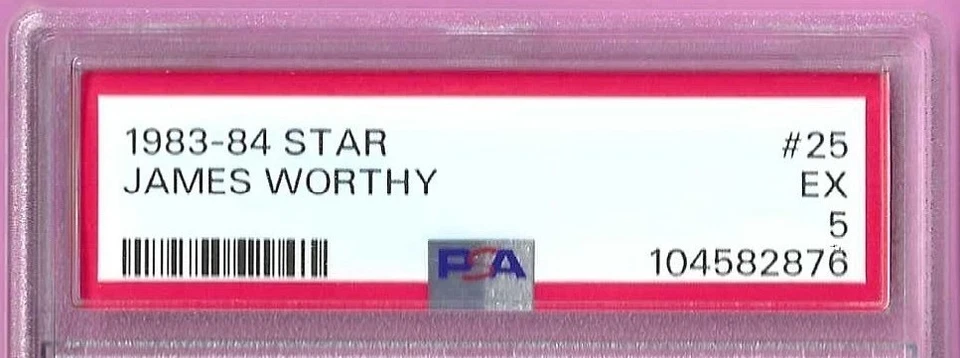 1983-84 STAR #25
JAMES WORTHY EX
5
PSA 104582876